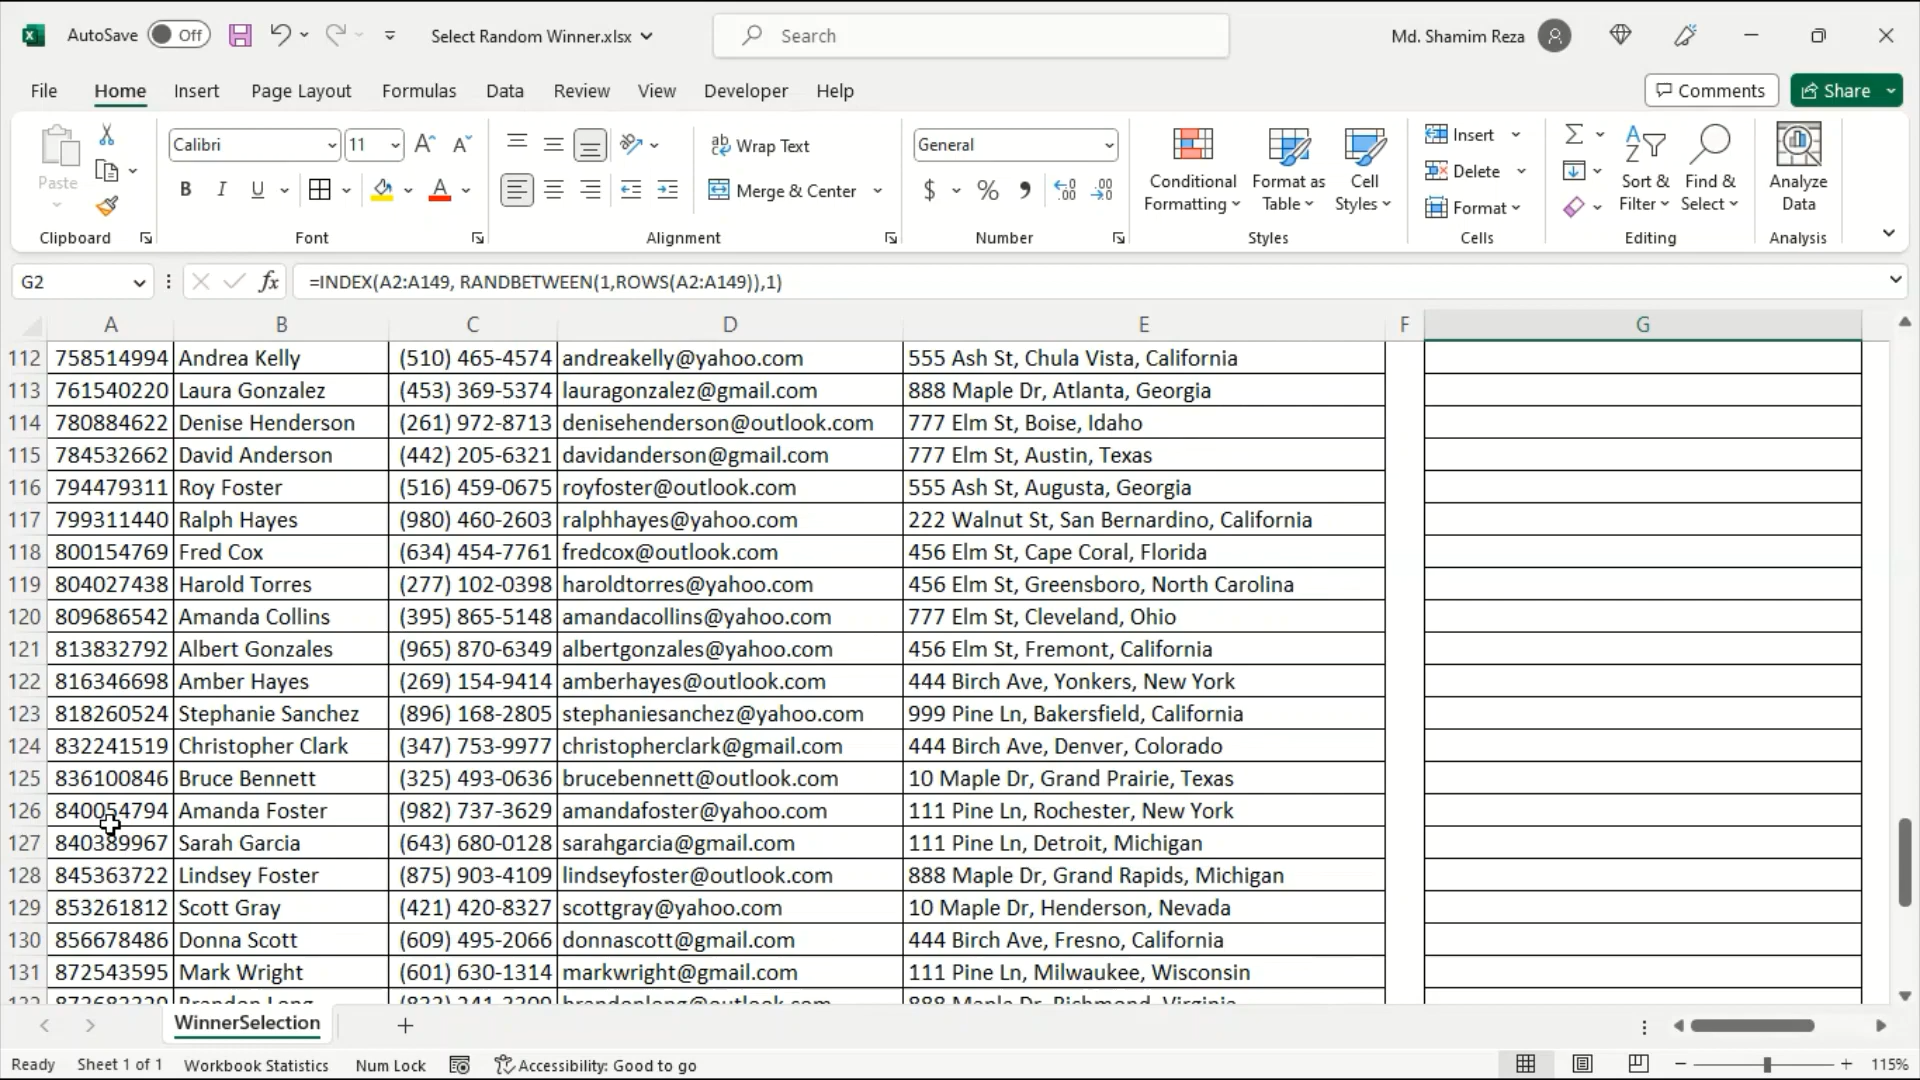 AutoSave Off Select Random Winner.xlsx Search Md. Shamim Reza
File Home Insert Page Layout Formulas Data Review View Developer Help Comments Share
Paste Calibri 11 Wrap Text General Conditional Formatting Format as Table Cell Styles Insert Sort & Filter Find & Select Analyze Data
B I U A Merge & Center $ % Delete
Format
Clipboard Font Alignment Number Styles Cells Editing Analysis
G2 fx =INDEX(A2:A149, RANDBETWEEN(1,ROWS(A2:A149)),1)
A B C D E F G
112 758514994 Andrea Kelly (510) 465-4574 andreakelly@yahoo.com 555 Ash St, Chula Vista, California
113 761540220 Laura Gonzalez (453) 369-5374 lauragonzalez@gmail.com 888 Maple Dr, Atlanta, Georgia
114 780884622 Denise Henderson (261) 972-8713 denisehenderson@outlook.com 777 Elm St, Boise, Idaho
115 784532662 David Anderson (442) 205-6321 davidanderson@gmail.com 777 Elm St, Austin, Texas
116 794479311 Roy Foster (516) 459-0675 royfoster@outlook.com 555 Ash St, Augusta, Georgia
117 799311440 Ralph Hayes (980) 460-2603 ralphhayes@yahoo.com 222 Walnut St, San Bernardino, California
118 800154769 Fred Cox (634) 454-7761 fredcox@outlook.com 456 Elm St, Cape Coral, Florida
119 804027438 Harold Torres (277) 102-0398 haroldtorres@yahoo.com 456 Elm St, Greensboro, North Carolina
120 809686542 Amanda Collins (395) 865-5148 amandacollins@yahoo.com 777 Elm St, Cleveland, Ohio
121 813832792 Albert Gonzales (965) 870-6349 albertgonzales@yahoo.com 456 Elm St, Fremont, California
122 816346698 Amber Hayes (269) 154-9414 amberhayes@outlook.com 444 Birch Ave, Yonkers, New York
123 818260524 Stephanie Sanchez (896) 168-2805 stephaniesanchez@yahoo.com 999 Pine Ln, Bakersfield, California
124 832241519 Christopher Clark (347) 753-9977 christopherclark@gmail.com 444 Birch Ave, Denver, Colorado
125 836100846 Bruce Bennett (325) 493-0636 brucebennett@outlook.com 10 Maple Dr, Grand Prairie, Texas
126 840054794 Amanda Foster (982) 737-3629 amandafoster@yahoo.com 111 Pine Ln, Rochester, New York
127 840389967 Sarah Garcia (643) 680-0128 sarahgarcia@gmail.com 111 Pine Ln, Detroit, Michigan
128 845363722 Lindsey Foster (875) 903-4109 lindseyfoster@outlook.com 888 Maple Dr, Grand Rapids, Michigan
129 853261812 Scott Gray (421) 420-8327 scottgray@yahoo.com 10 Maple Dr, Henderson, Nevada
130 856678486 Donna Scott (609) 495-2066 donnascott@gmail.com 444 Birch Ave, Fresno, California
131 872543595 Mark Wright (601) 630-1314 markwright@gmail.com 111 Pine Ln, Milwaukee, Wisconsin
Brandon Long brandonlong@outlook.com 888 Maple Dr, Richmond, Virginia
WinnerSelection
Ready Sheet 1 of 1 Workbook Statistics Num Lock Accessibility: Good to go 115%